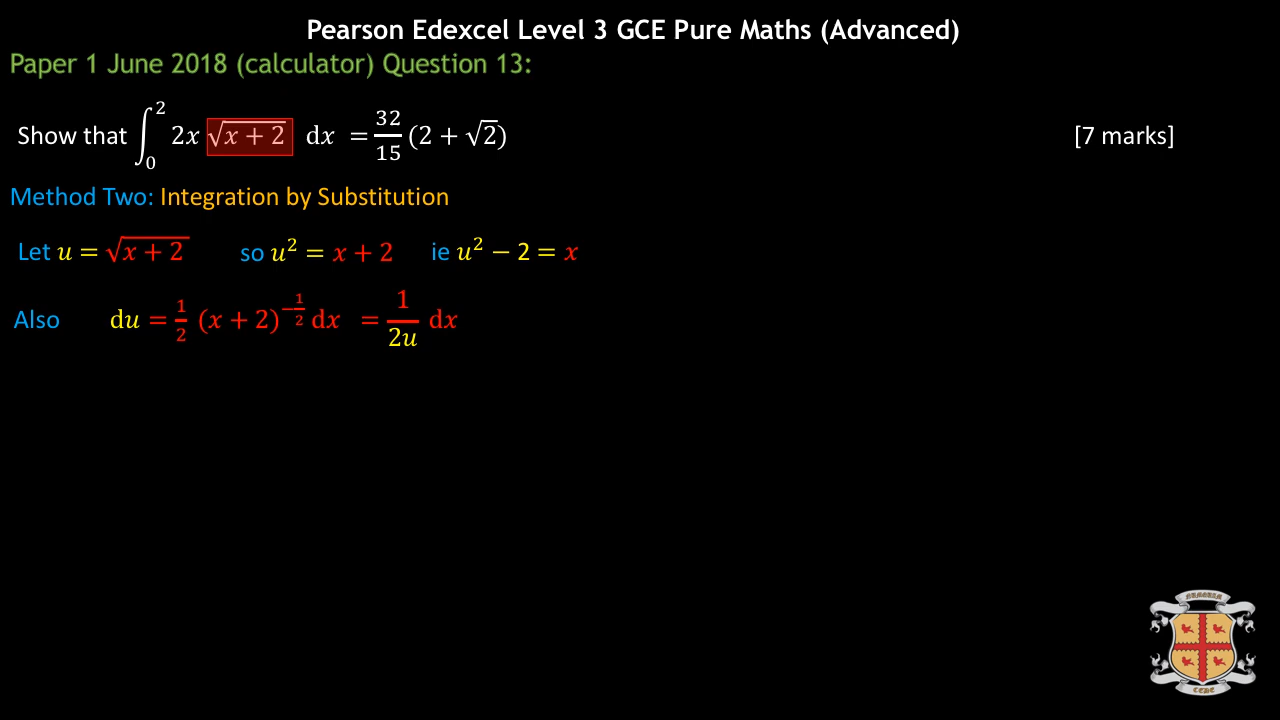 Pearson Edexcel Level 3 GCE Pure Maths (Advanced)
Paper 1 June 2018 (calculator) Question 13:
Show that ∫₀² 2x √(x + 2) dx = 32/15 (2 + √2) [7 marks]
Method Two: Integration by Substitution
Let u = √(x + 2) so u² = x + 2 ie u² − 2 = x
Also du = 1/2 (x + 2)^(−1/2) dx = 1/(2u) dx
CEDE